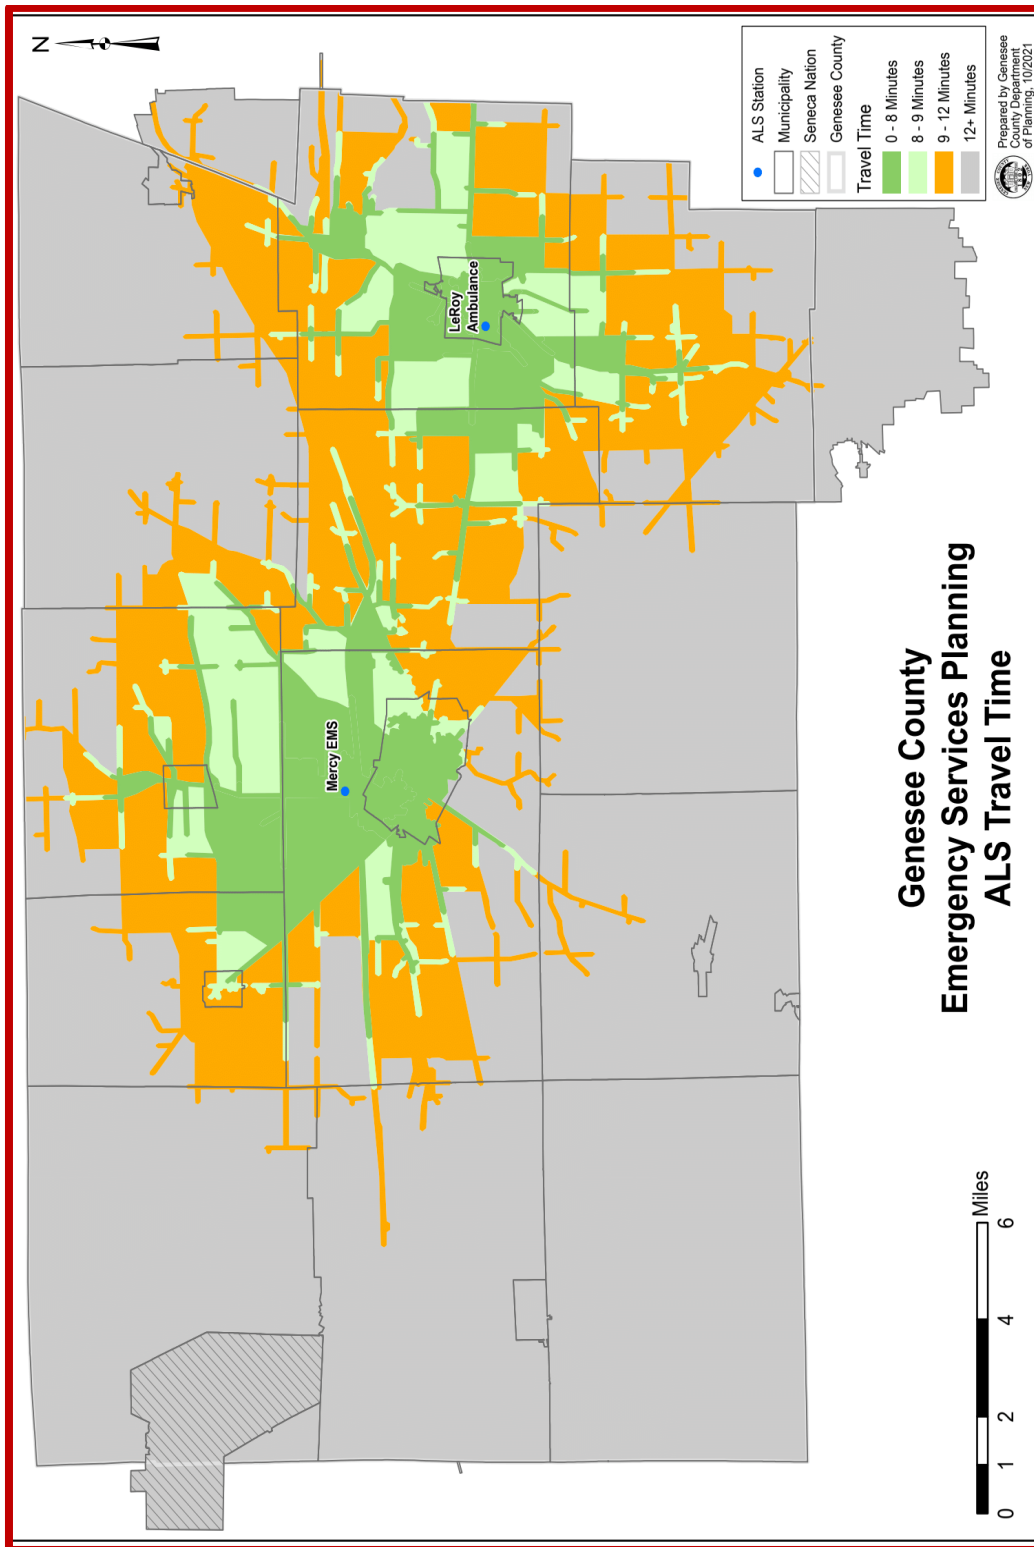 N
ALS Station
Municipality
Seneca Nation
Genesee County
Travel Time
0 - 8 Minutes
8 - 9 Minutes
9 - 12 Minutes
12+ Minutes
Prepared by Genesee
County Department
of Planning, 10/2021
LeRoy
Ambulance
Mercy EMS
Genesee County
Emergency Services Planning
ALS Travel Time
Miles
0 1 2 4 6